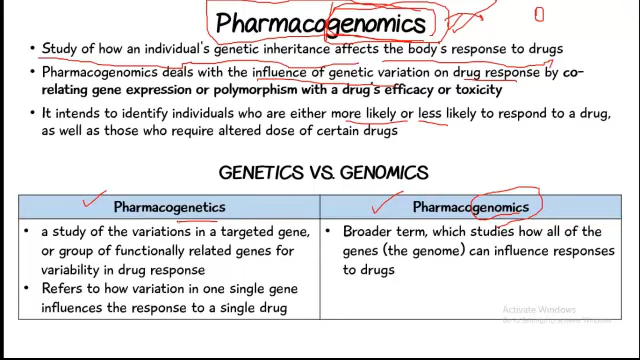 Pharmacogenomics
• Study of how an individual's genetic inheritance affects the body's response to drugs
• Pharmacogenomics deals with the influence of genetic variation on drug response by co-
relating gene expression or polymorphism with a drug's efficacy or toxicity
• It intends to identify individuals who are either more likely or less likely to respond to a drug,
as well as those who require altered dose of certain drugs
GENETICS VS. GENOMICS
Pharmacogenetics
• a study of the variations in a targeted gene,
or group of functionally related genes for
variability in drug response
• Refers to how variation in one single gene
influences the response to a single drug
Pharmacogenomics
• Broader term, which studies how all of the
genes (the genome) can influence responses
to drugs
Activate Windows
Go to Settings to activate Windows.